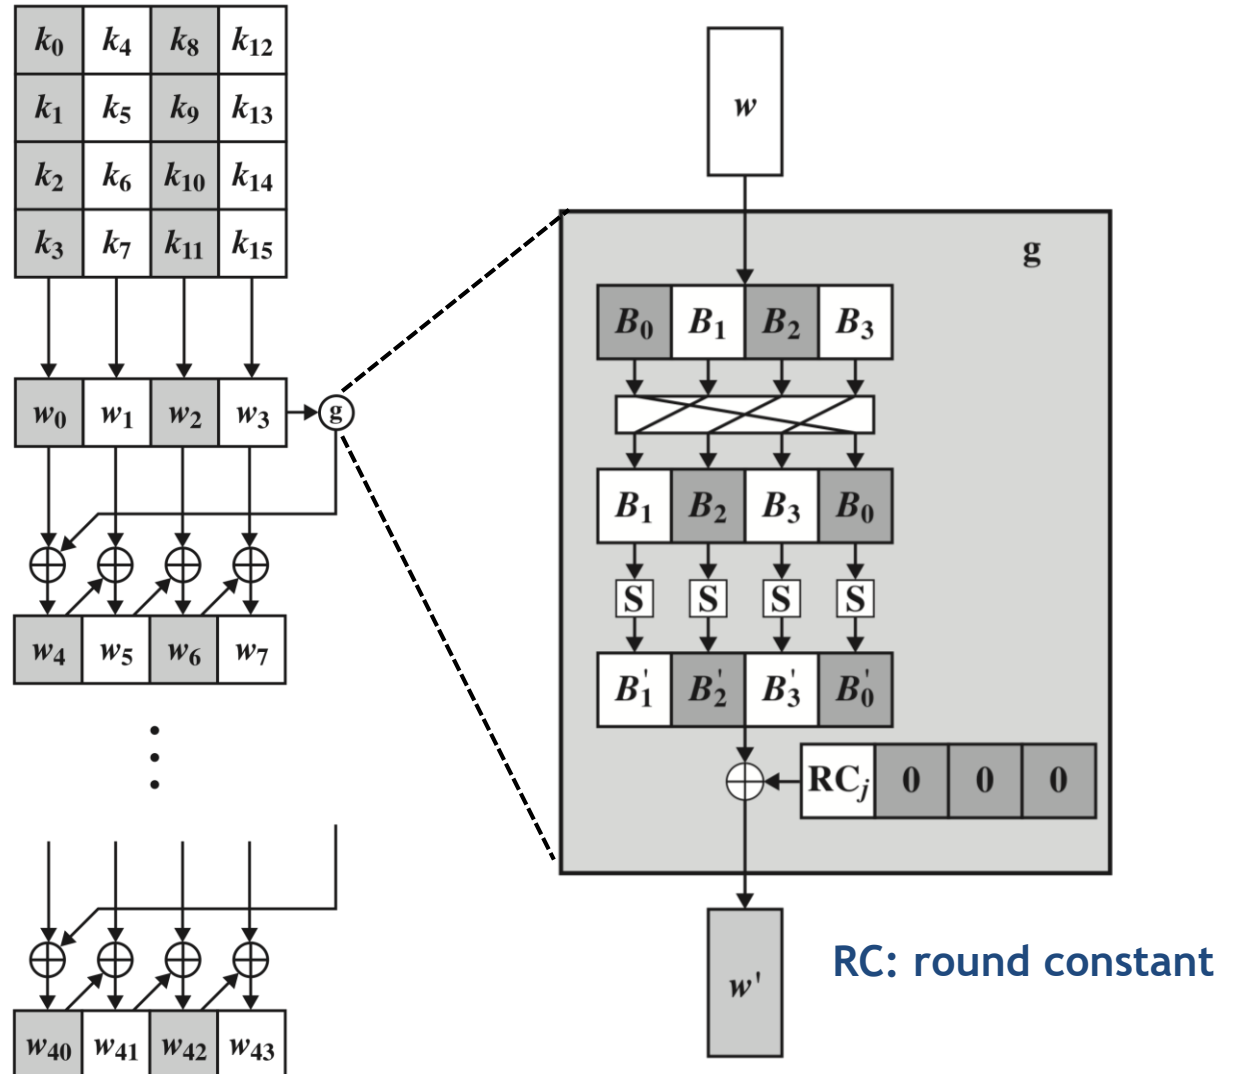 k0 k4 k8 k12
k1 k5 k9 k13
k2 k6 k10 k14
k3 k7 k11 k15
w0 w1 w2 w3
g
w4 w5 w6 w7
w40 w41 w42 w43
w
g
B0 B1 B2 B3
B1 B2 B3 B0
S S S S
B'1 B'2 B'3 B'0
RCj 0 0 0
w'
RC: round constant